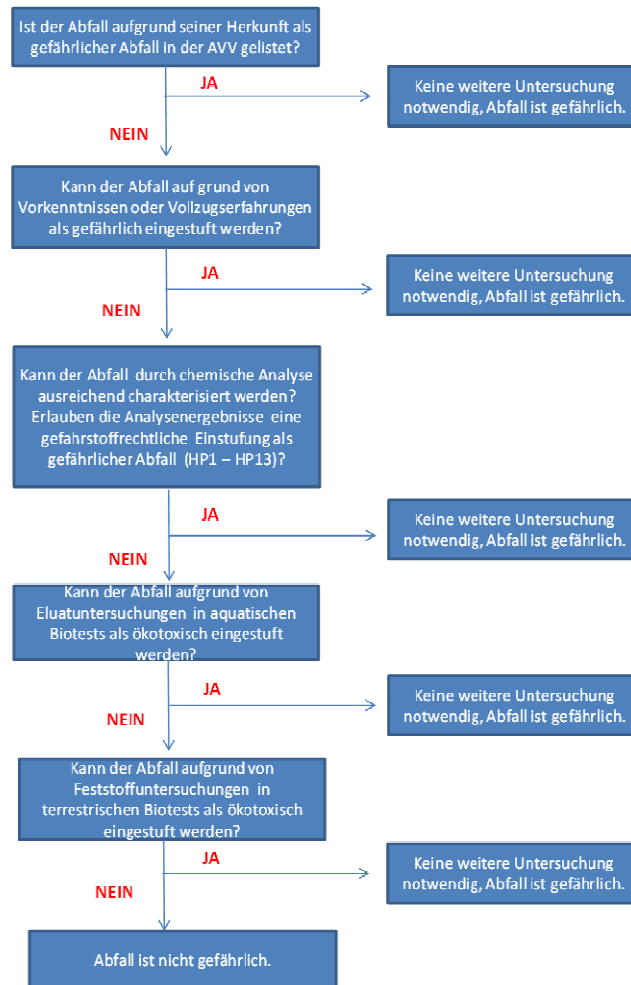 Ist der Abfall aufgrund seiner Herkunft als
gefährlicher Abfall in der AVV gelistet?
JA
Keine weitere Untersuchung
notwendig, Abfall ist gefährlich.
NEIN
Kann der Abfall auf grund von
Vorkenntnissen oder Vollzugserfahrungen
als gefährlich eingestuft werden?
JA
Keine weitere Untersuchung
notwendig, Abfall ist gefährlich.
NEIN
Kann der Abfall durch chemische Analyse
ausreichend charakterisiert werden?
Erlauben die Analysenergebnisse eine
gefahrstoffrechtliche Einstufung als
gefährlicher Abfall (HP1 – HP13)?
JA
Keine weitere Untersuchung
notwendig, Abfall ist gefährlich.
NEIN
Kann der Abfall aufgrund von
Eluatuntersuchungen in aquatischen
Biotests als ökotoxisch eingestuft
werden?
JA
Keine weitere Untersuchung
notwendig, Abfall ist gefährlich.
NEIN
Kann der Abfall aufgrund von
Feststoffuntersuchungen in
terrestrischen Biotests als ökotoxisch
eingestuft werden?
JA
Keine weitere Untersuchung
notwendig, Abfall ist gefährlich.
NEIN
Abfall ist nicht gefährlich.